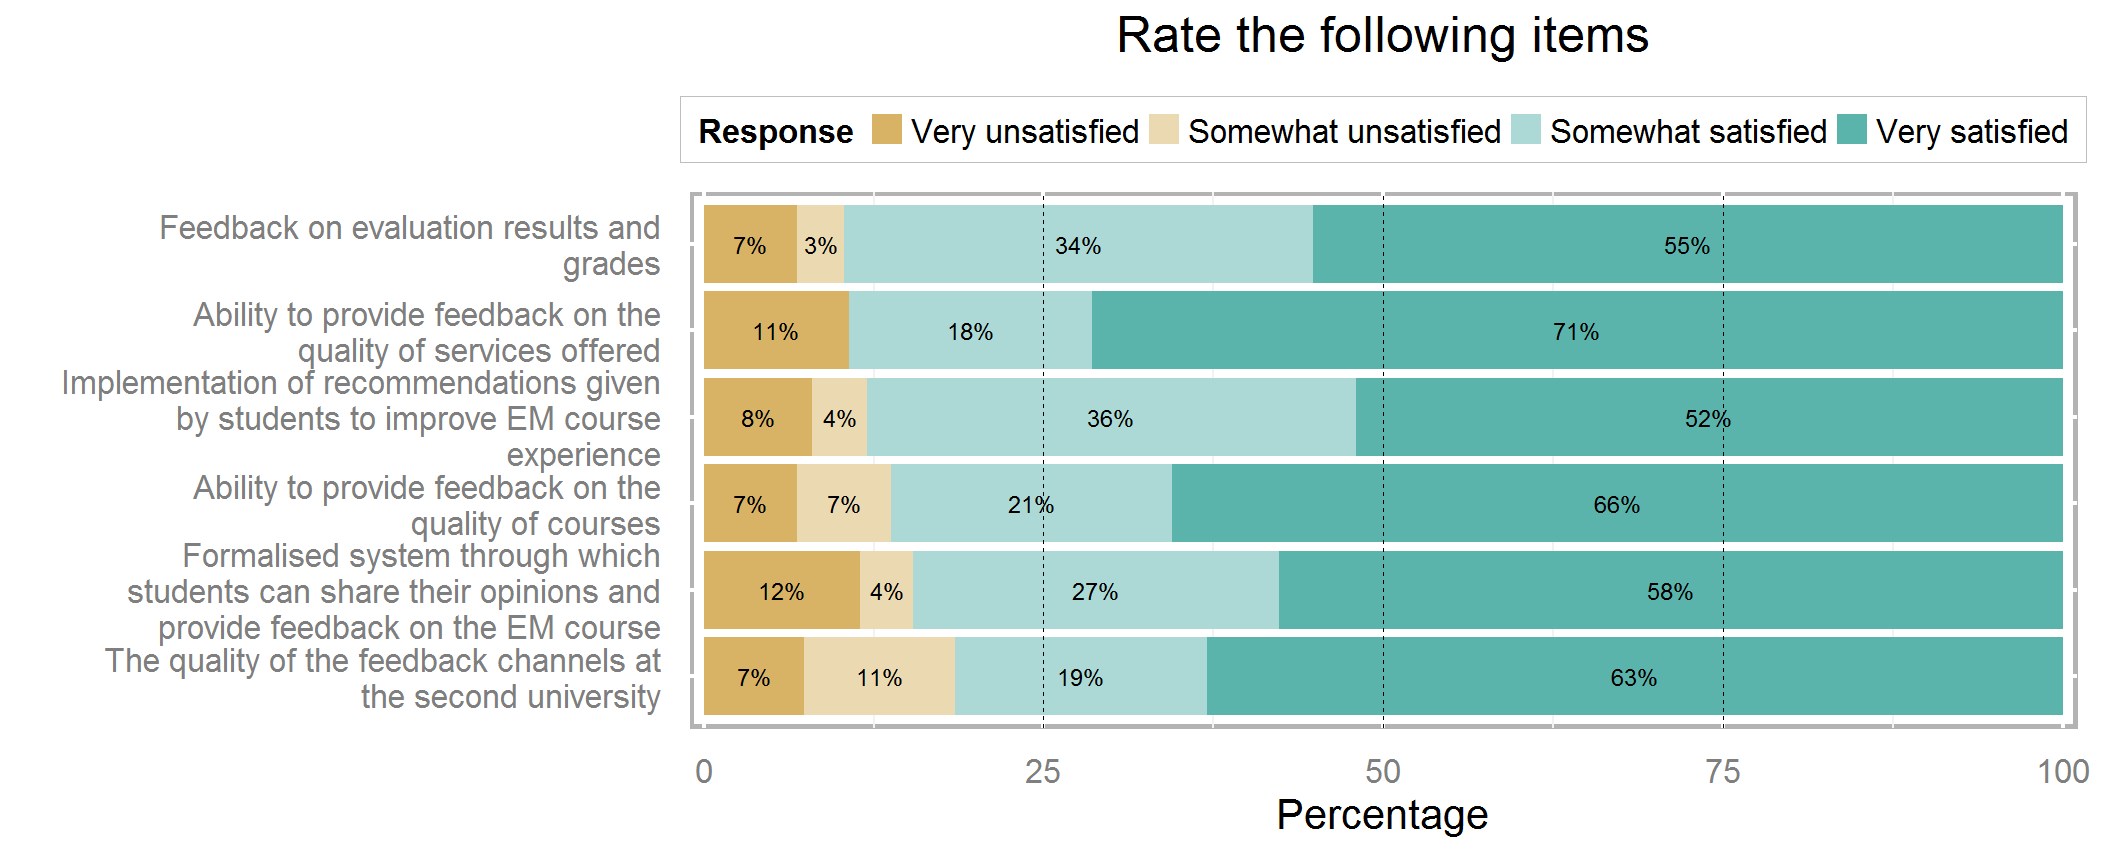 Rate the following items
Response Very unsatisfied Somewhat unsatisfied Somewhat satisfied Very satisfied
Feedback on evaluation results and
grades
7% 3% 34% 55%
Ability to provide feedback on the
quality of services offered
11% 18% 71%
Implementation of recommendations given
by students to improve EM course
experience
8% 4% 36% 52%
Ability to provide feedback on the
quality of courses
7% 7% 21% 66%
Formalised system through which
students can share their opinions and
provide feedback on the EM course
12% 4% 27% 58%
The quality of the feedback channels at
the second university
7% 11% 19% 63%
0 25 50 75 100
Percentage